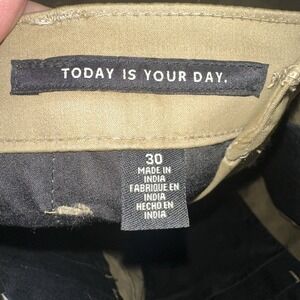 TODAY IS YOUR DAY.
30
MADE IN
INDIA
FABRIQUE EN
INDIA
HECHO EN
INDIA